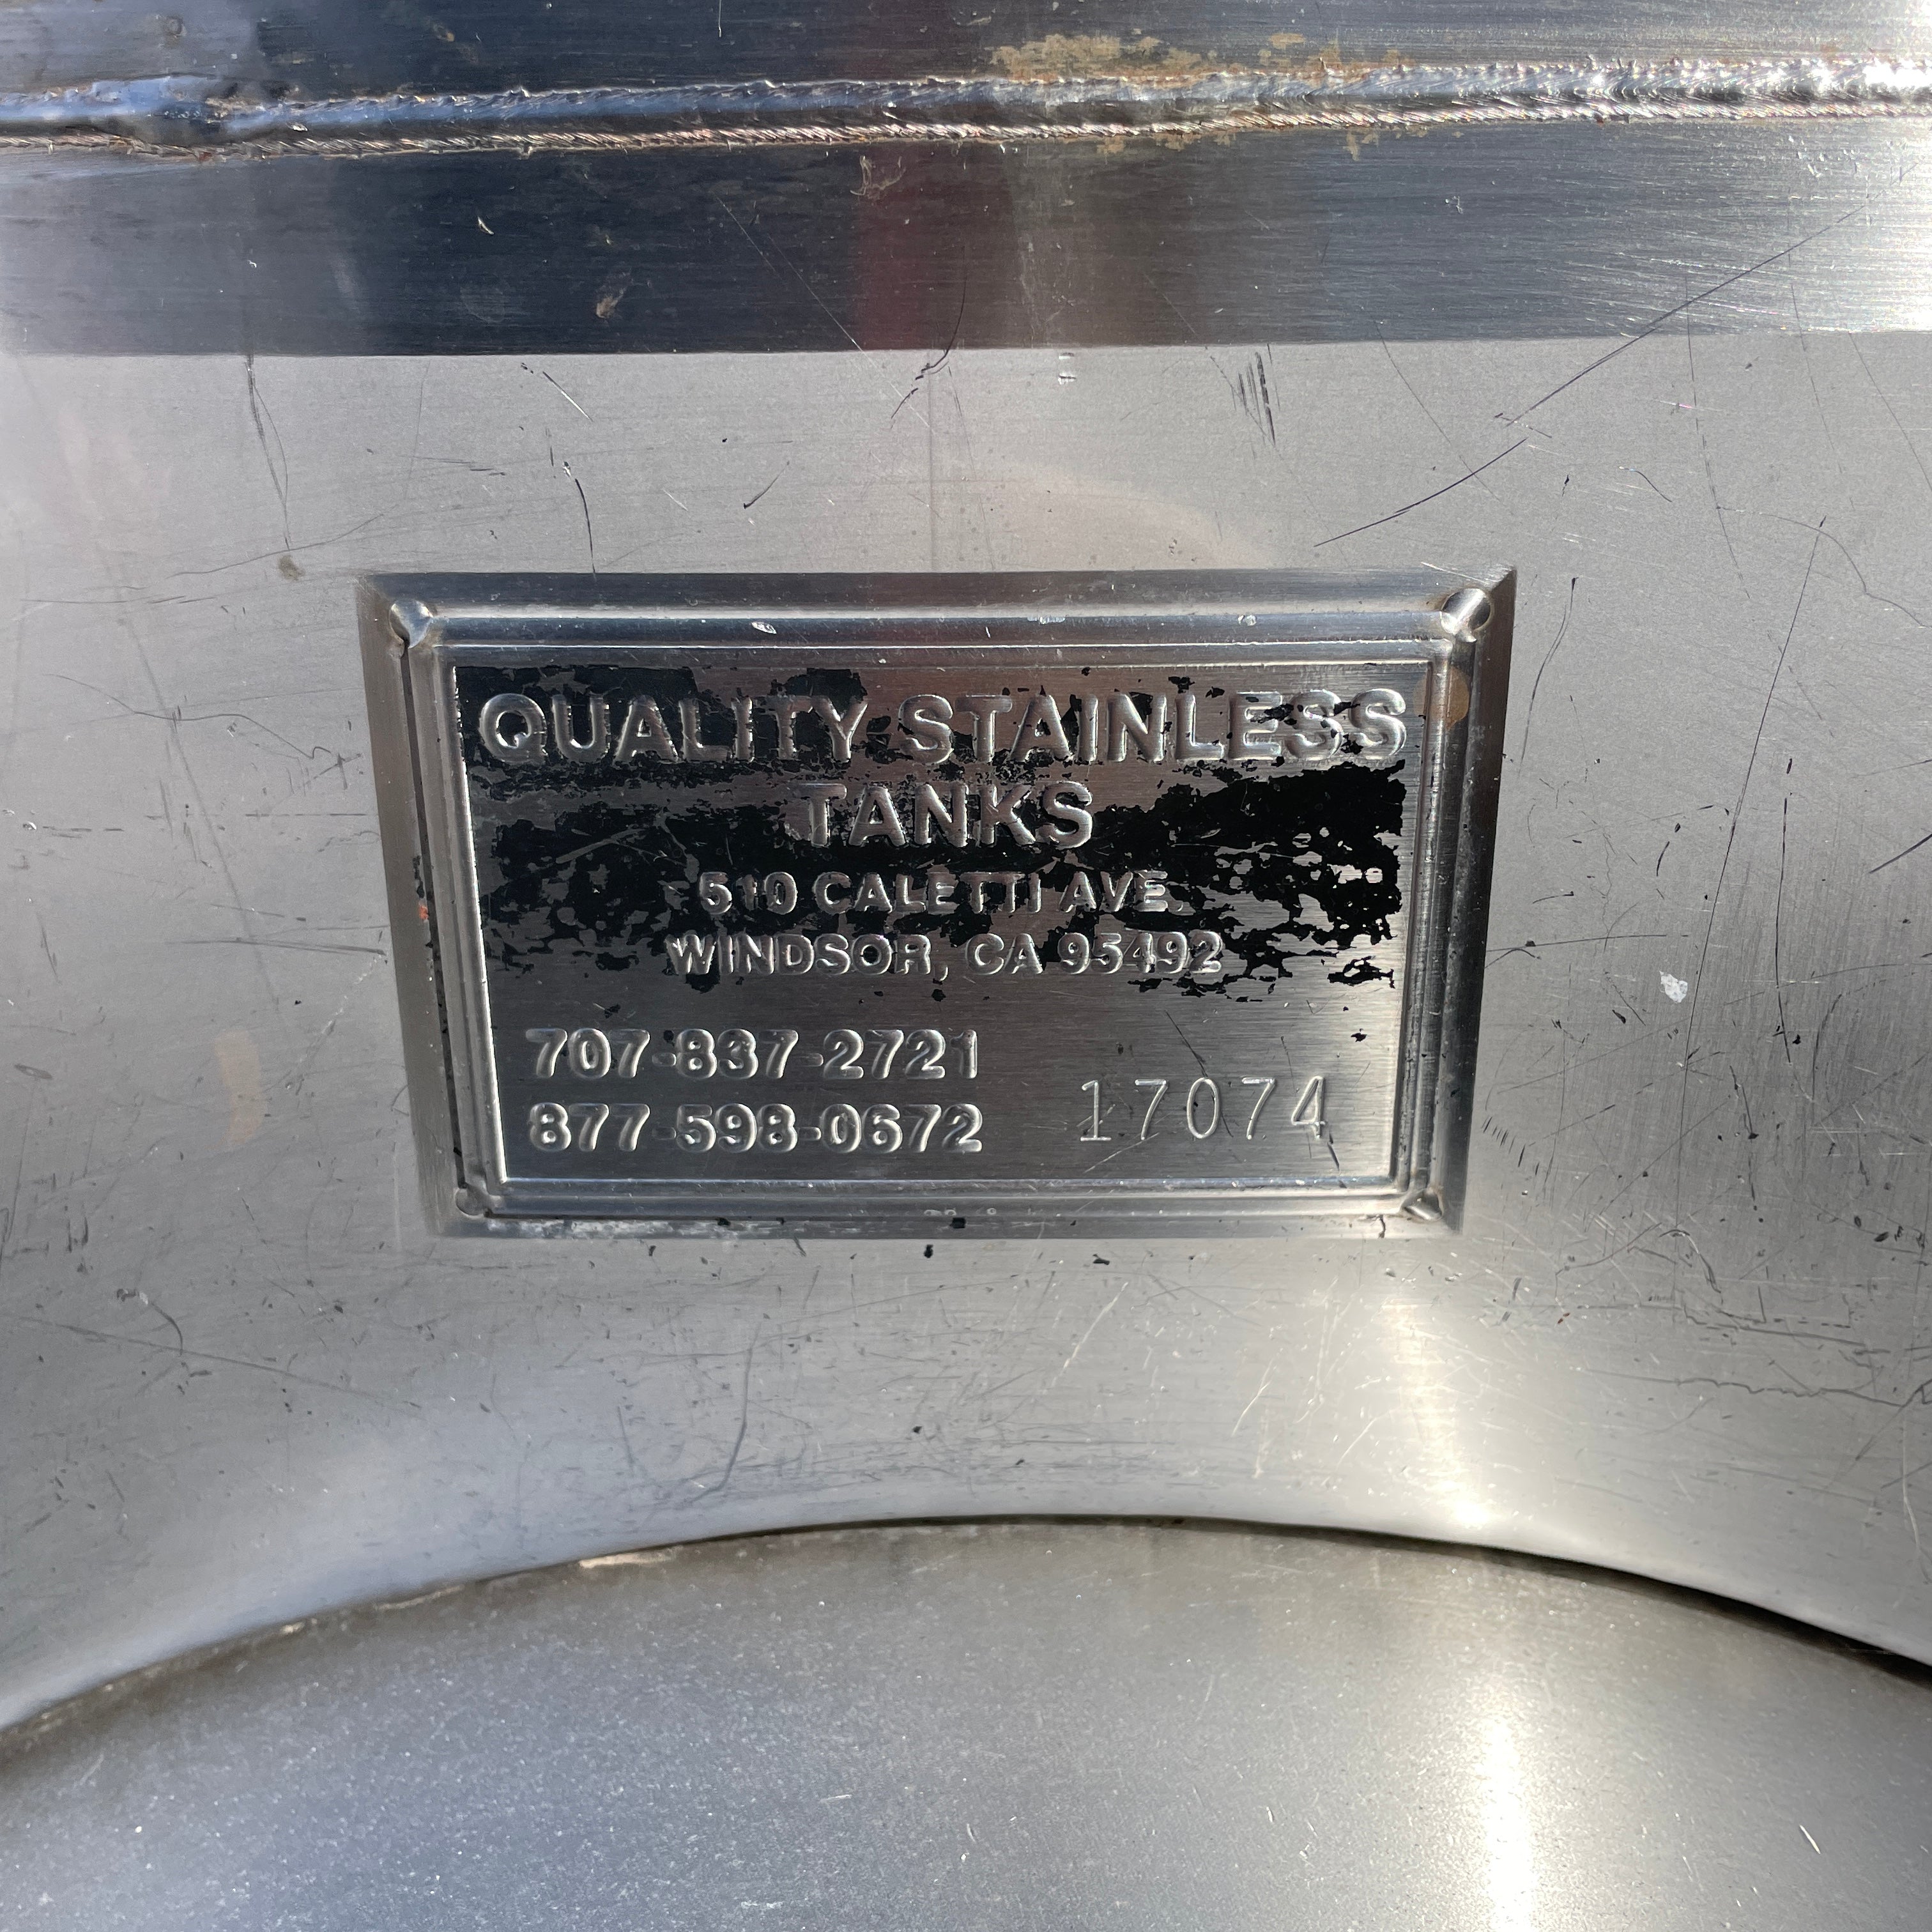 QUALITY STAINLESS
TANKS
510 CALETTI AVE.
WINDSOR, CA 95492
707-837-2721
877-598-0672 17074